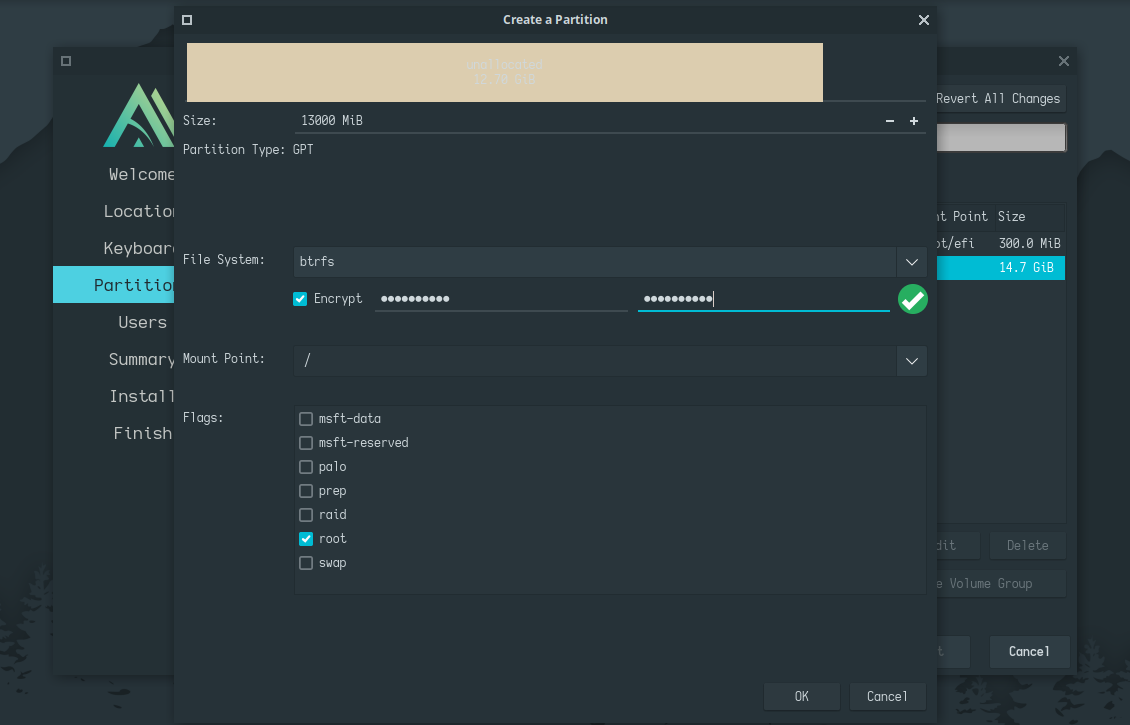 Create a Partition
unallocated
12.70 GiB
Size: 13000 MiB - +
Partition Type: GPT
File System: btrfs
Encrypt ●●●●●●●●●● ●●●●●●●●●●
Mount Point: /
Flags:
msft-data
msft-reserved
palo
prep
raid
root
swap
OK Cancel
Welcome
Location
Keyboar
Partitio
Users
Summary
Install
Finish
Revert All Changes
nt Point Size
ot/efi 300.0 MiB
14.7 GiB
dit Delete
e Volume Group
t Cancel